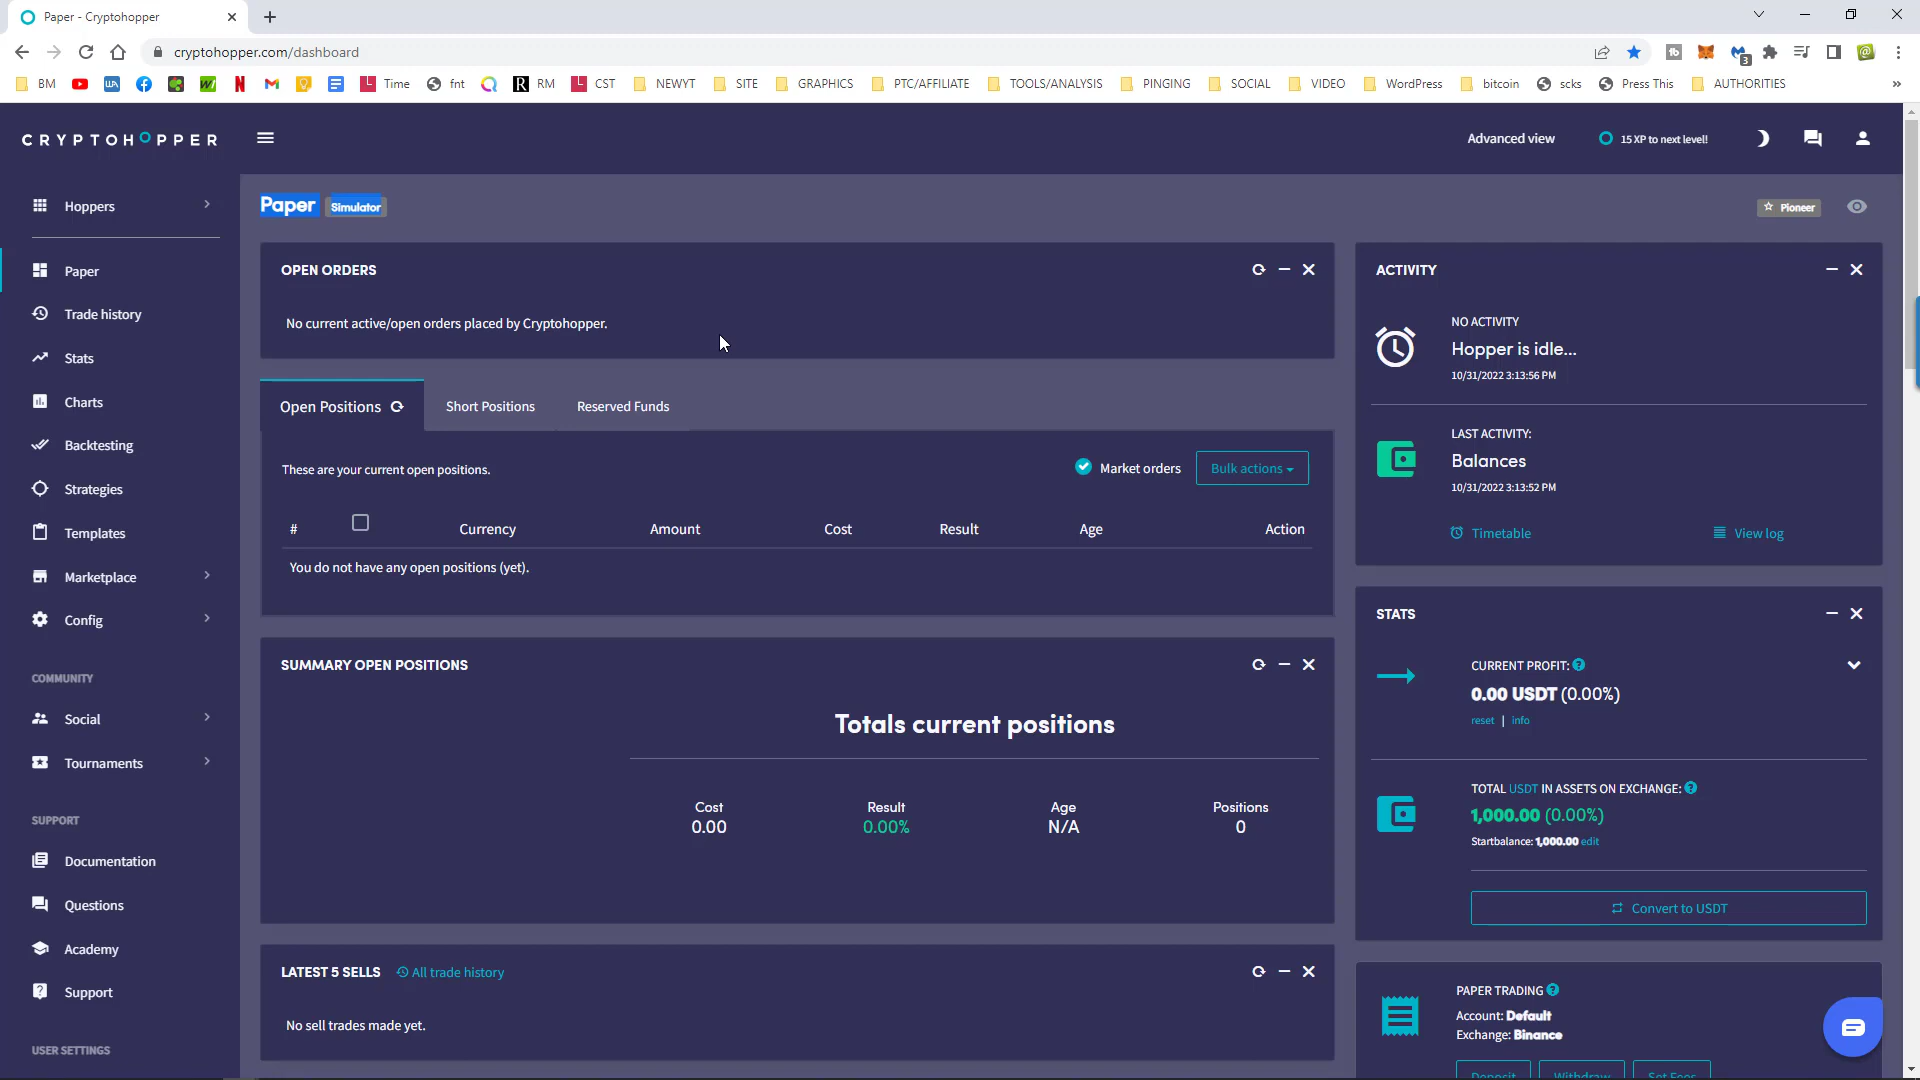 Paper - Cryptohopper
cryptohopper.com/dashboard
3
BM
Time
fnt
RM
CST
NEWYT
SITE
GRAPHICS
PTC/AFFILIATE
TOOLS/ANALYSIS
PINGING
SOCIAL
VIDEO
WordPress
bitcoin
scks
Press This
AUTHORITIES
CRYPTOHOPPER
Advanced view
15 XP to next level!
Hoppers
Paper
Trade history
Stats
Charts
Backtesting
Strategies
Templates
Marketplace
Config
COMMUNITY
Social
Tournaments
SUPPORT
Documentation
Questions
Academy
Support
USER SETTINGS
Paper Simulator
Pioneer
OPEN ORDERS
No current active/open orders placed by Cryptohopper.
Open Positions
Short Positions
Reserved Funds
These are your current open positions.
Market orders
Bulk actions
# Currency Amount Cost Result Age Action
You do not have any open positions (yet).
SUMMARY OPEN POSITIONS
Totals current positions
Cost Result Age Positions
0.00 0.00% N/A 0
LATEST 5 SELLS All trade history
No sell trades made yet.
ACTIVITY
NO ACTIVITY
Hopper is idle...
10/31/2022 3:13:56 PM
LAST ACTIVITY:
Balances
10/31/2022 3:13:52 PM
Timetable
View log
STATS
CURRENT PROFIT:
0.00 USDT (0.00%)
reset | info
TOTAL USDT IN ASSETS ON EXCHANGE:
1,000.00 (0.00%)
Startbalance: 1,000.00 edit
Convert to USDT
PAPER TRADING
Account: Default
Exchange: Binance
Deposit Withdraw Set Fees